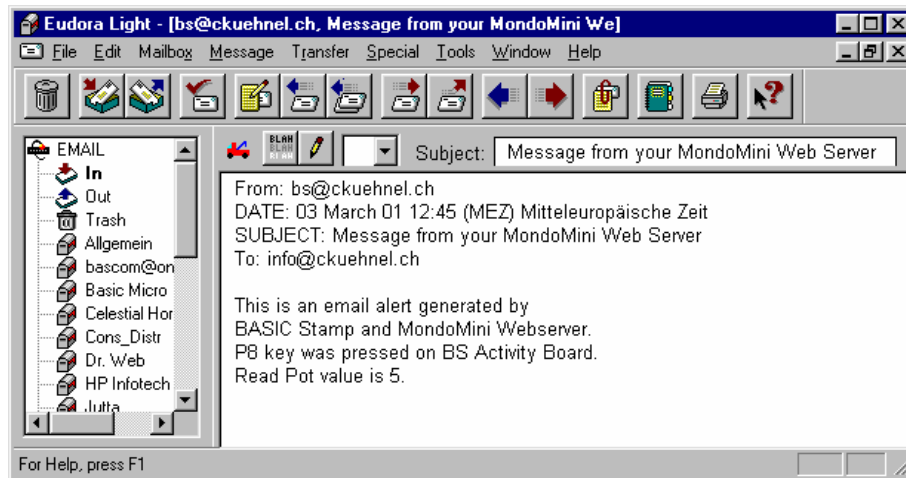 Eudora Light - [bs@ckuehnel.ch, Message from your MondoMini We]
File Edit Mailbox Message Transfer Special Tools Window Help
EMAIL
In
Out
Trash
Allgemein
bascom@on
Basic Micro
Celestial Hor
Cons_Distr
Dr. Web
HP Infotech
Jutta
BLAH
BLAH
BLAH
Subject: Message from your MondoMini Web Server
From: bs@ckuehnel.ch
DATE: 03 March 01 12:45 (MEZ) Mitteleuropäische Zeit
SUBJECT: Message from your MondoMini Web Server
To: info@ckuehnel.ch
This is an email alert generated by
BASIC Stamp and MondoMini Webserver.
P8 key was pressed on BS Activity Board.
Read Pot value is 5.
For Help, press F1